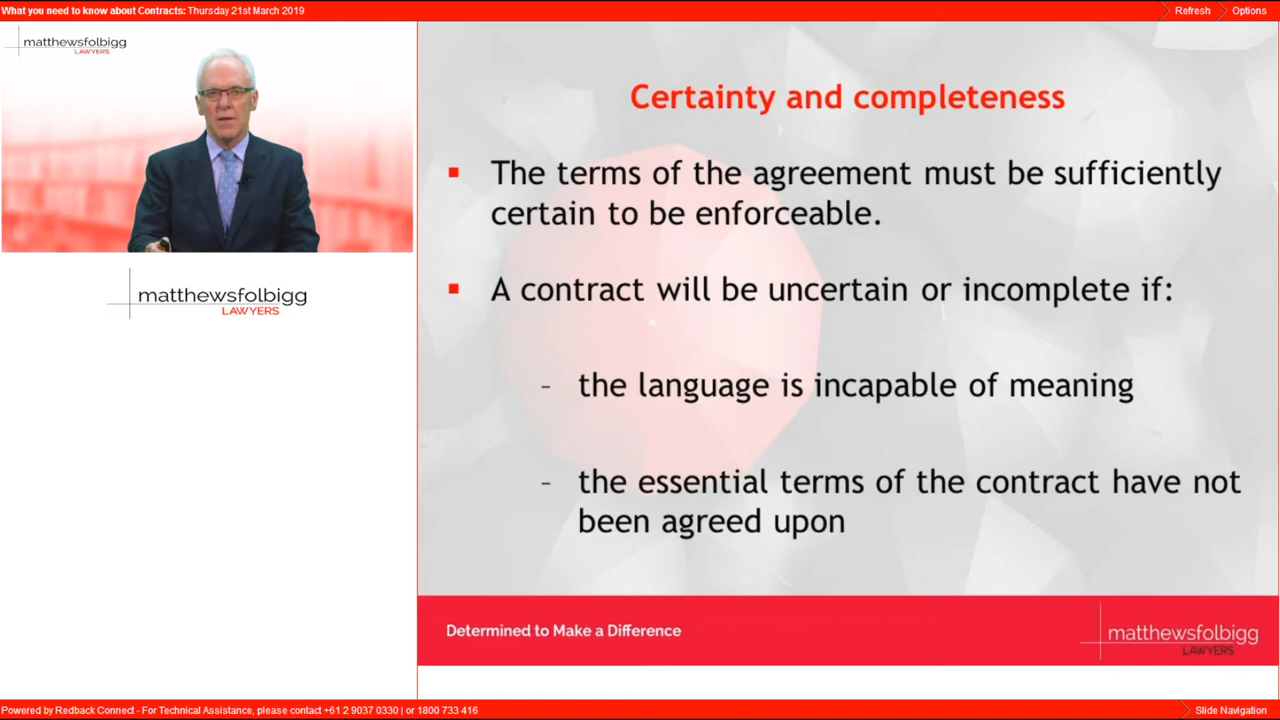 What you need to know about Contracts: Thursday 21st March 2019
Refresh
Options
matthewsfolbigg
LAWYERS
matthewsfolbigg
LAWYERS
Certainty and completeness
The terms of the agreement must be sufficiently
certain to be enforceable.
A contract will be uncertain or incomplete if:
- the language is incapable of meaning
- the essential terms of the contract have not
been agreed upon
Determined to Make a Difference
matthewsfolbigg
LAWYERS
Powered by Redback Connect - For Technical Assistance, please contact +61 2 9037 0330 | or 1800 733 416
Slide Navigation